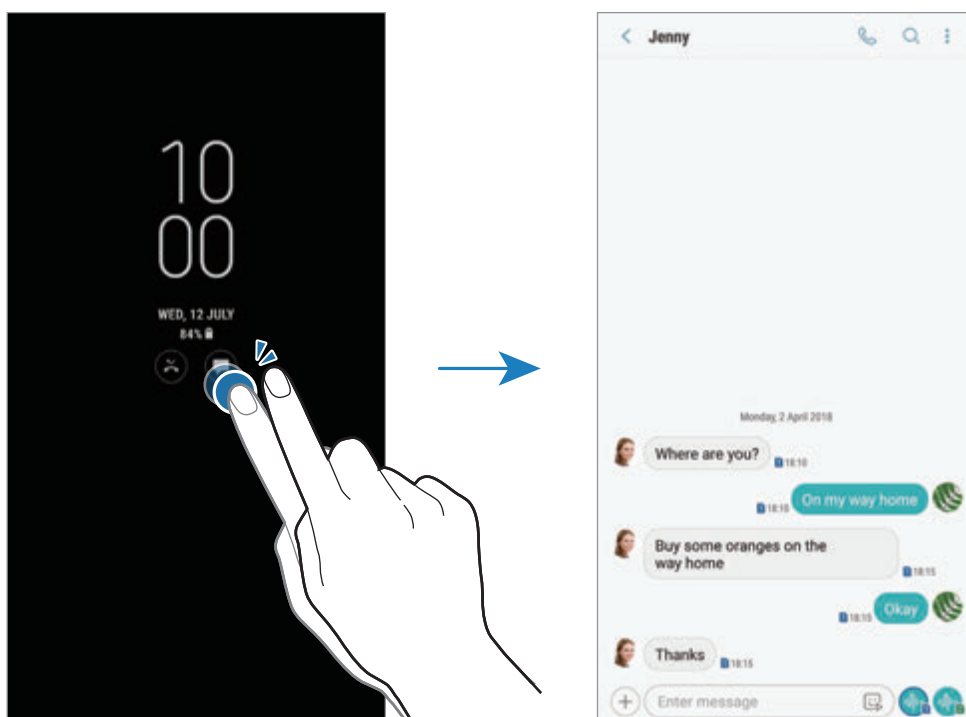 10
00
WED, 12 JULY
84%
Jenny
Monday, 2 April 2018
Where are you?
18:10
On my way home
18:10
Buy some oranges on the
way home
18:15
Okay
18:15
Thanks
18:15
Enter message